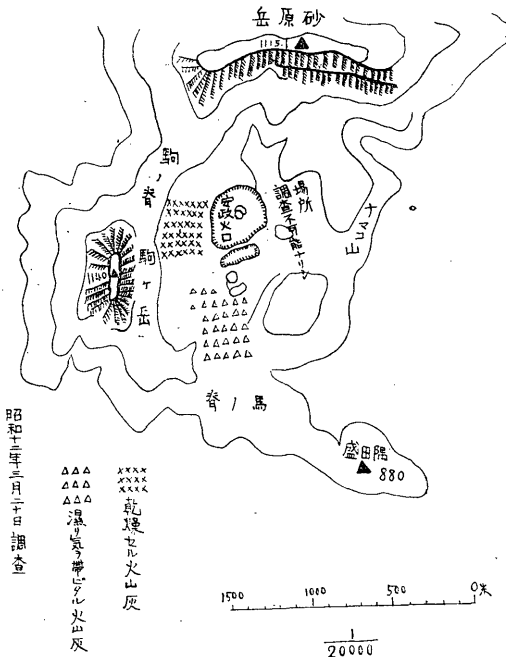 岳原砂
1115
駒ノ脊
安政火口
場所
調査不可能ナリシ
ナマコ山
1140
駒ヶ岳
脊ノ馬
盛田隅
880
昭和十三年三月二十日調査
乾燥セル火山灰
濕リ気ヲ帯ビタル火山灰
1500 1000 500 0米
1
20000